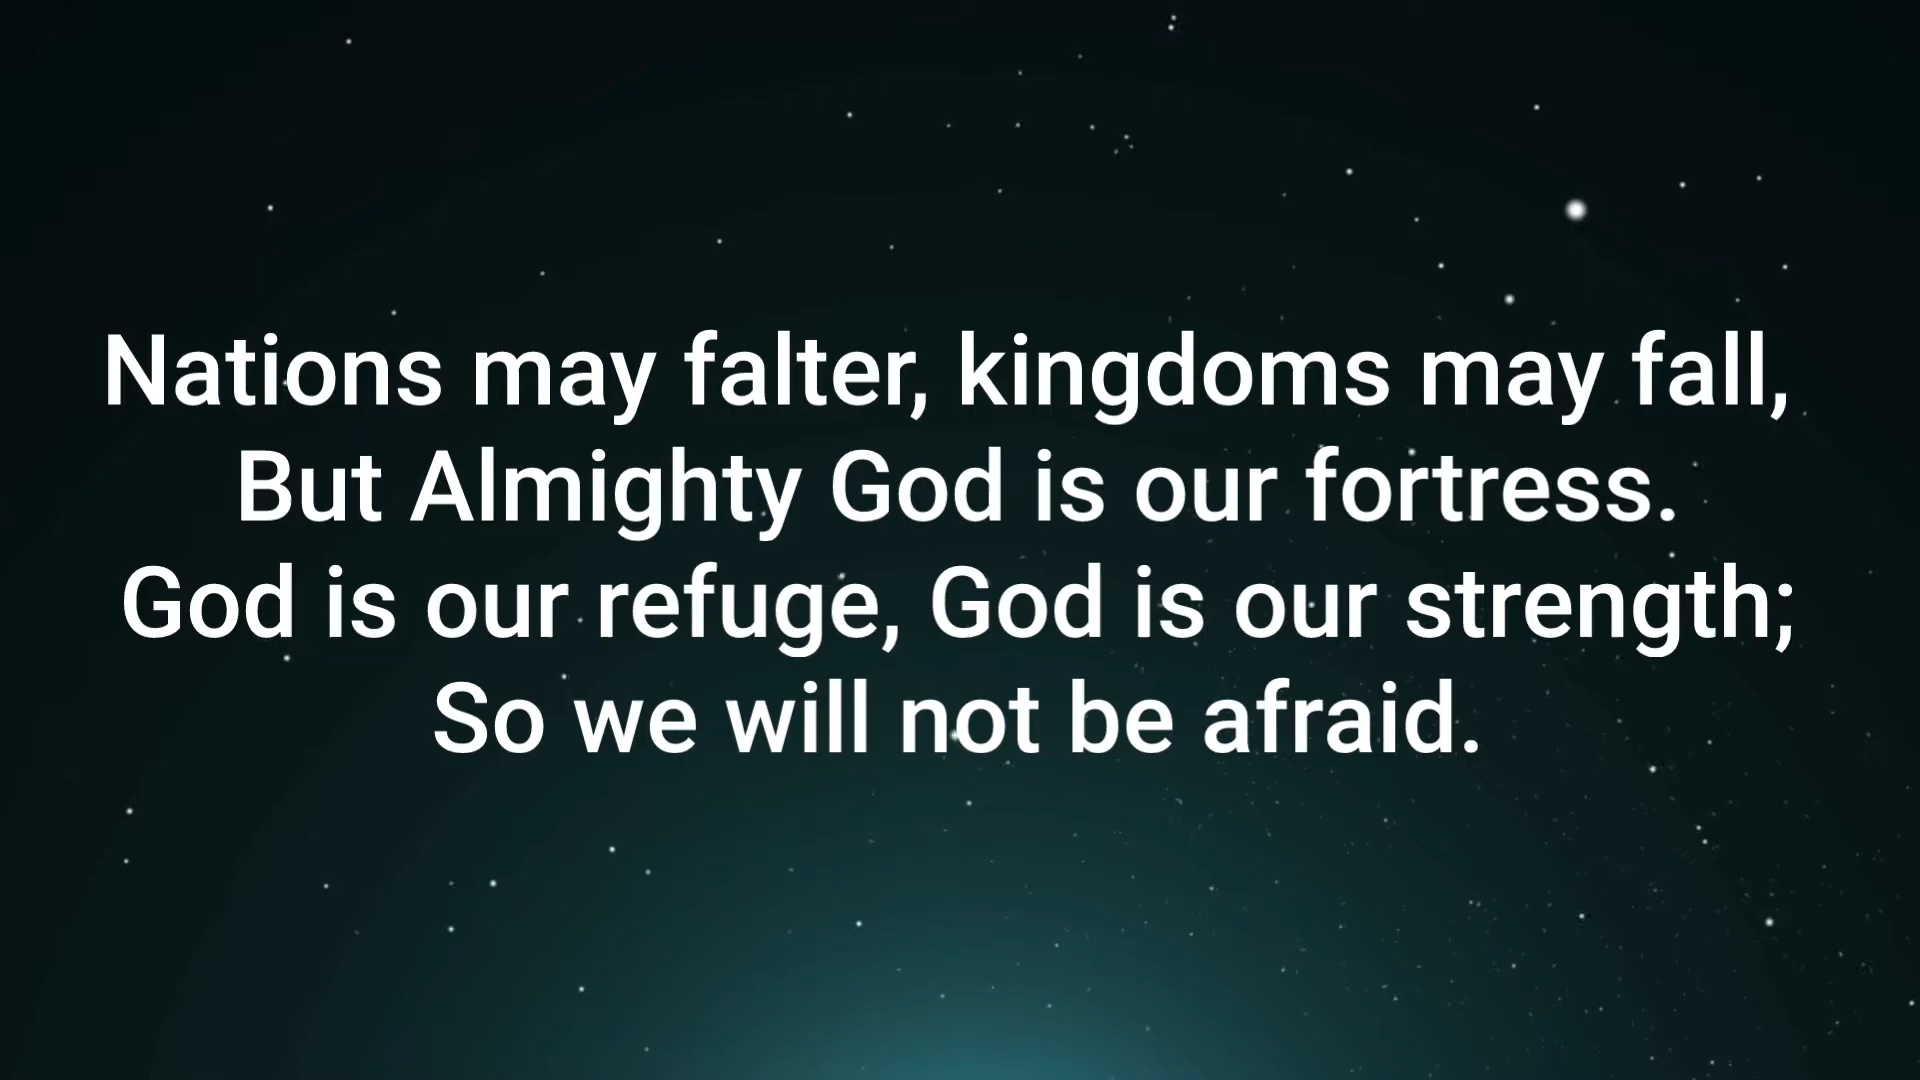 Nations may falter, kingdoms may fall,
But Almighty God is our fortress.
God is our refuge, God is our strength;
So we will not be afraid.